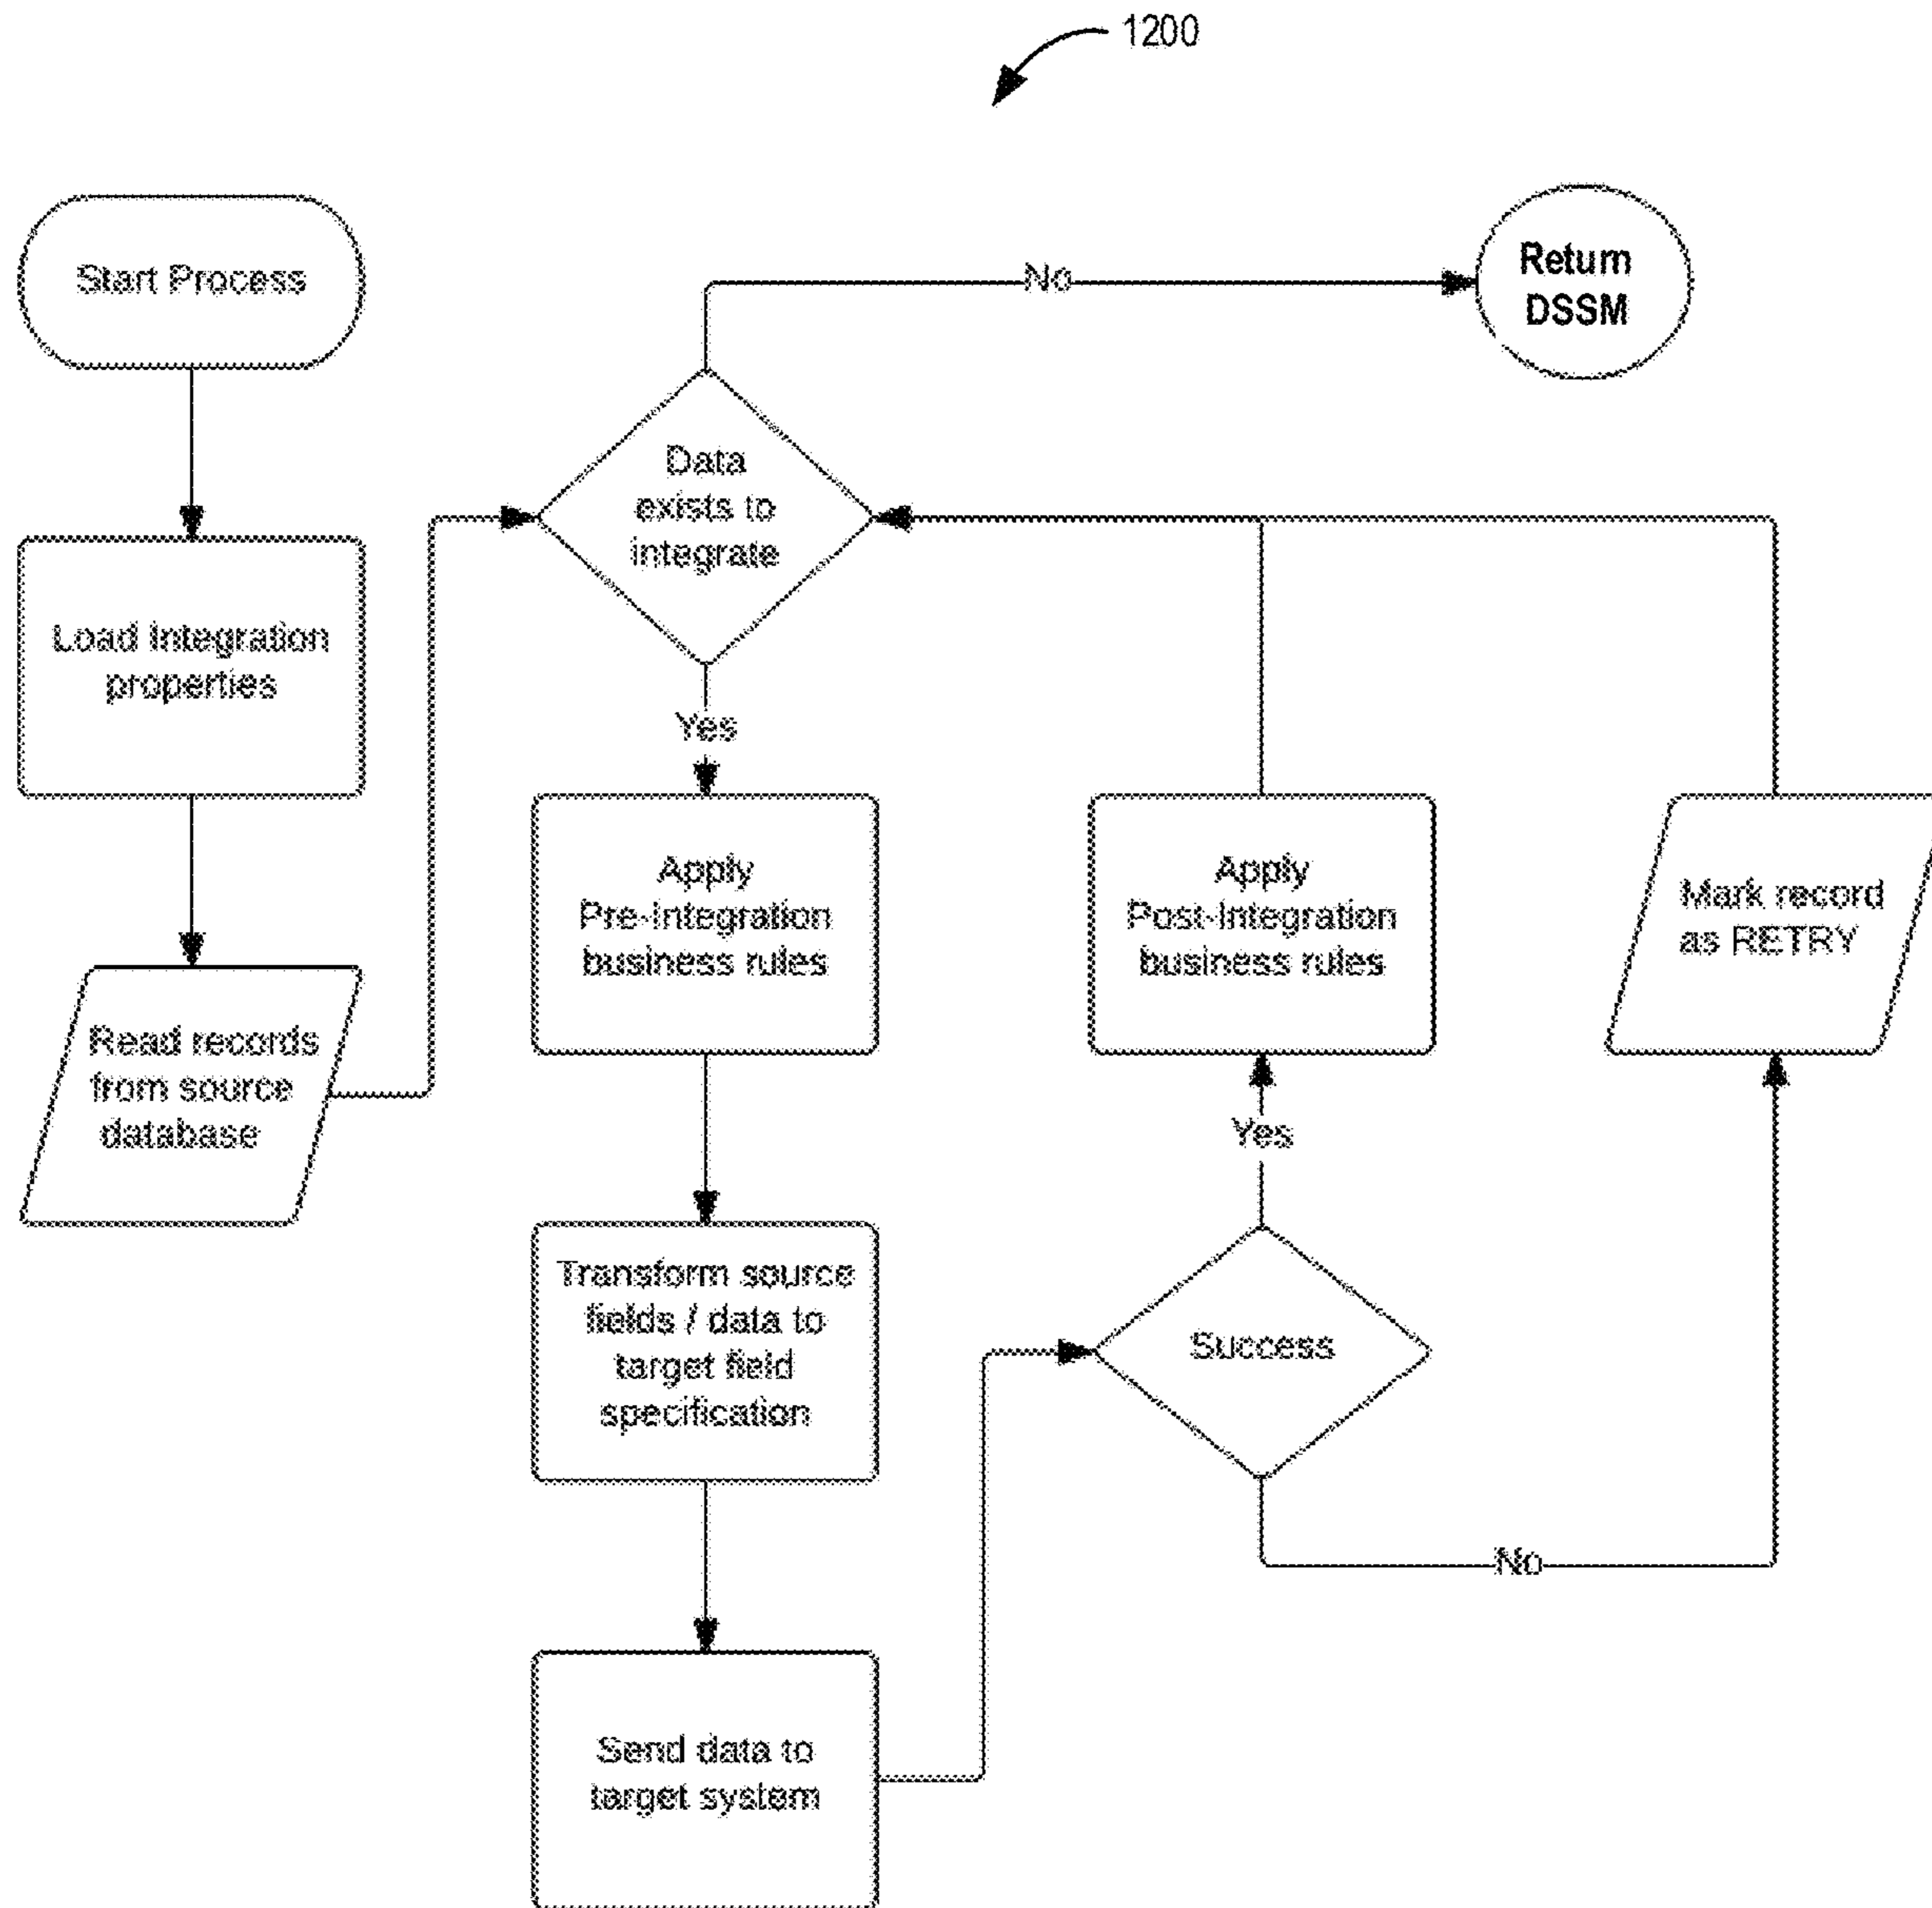 1200
Start Process
No
Return
DSSM
Data
exists to
integrate
Load Integration
properties
Yes
Apply
Pre-Integration
business rules
Apply
Post-Integration
business rules
Mark record
as RETRY
Read records
from source
database
Yes
Transform source
fields / data to
target field
specification
Success
No
Send data to
target system